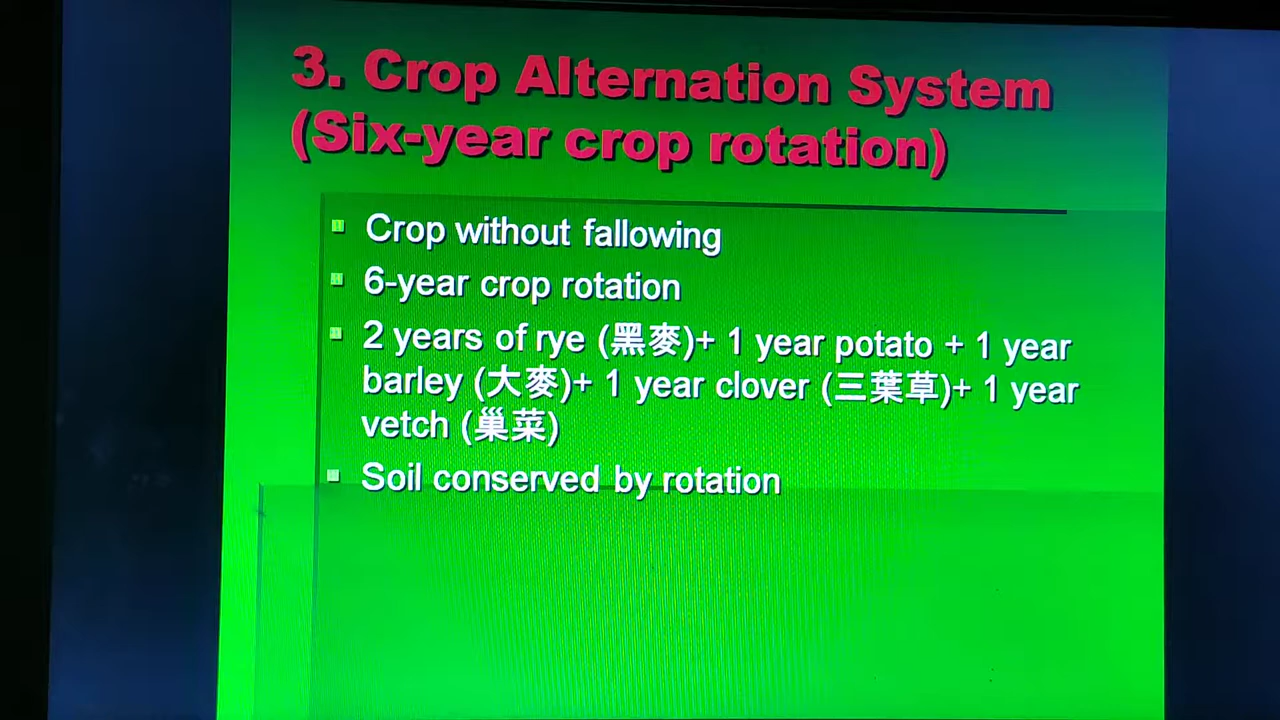 3. Crop Alternation System
(Six-year crop rotation)
Crop without fallowing
6-year crop rotation
2 years of rye (黑麥)+ 1 year potato + 1 year
barley (大麥)+ 1 year clover (三葉草)+ 1 year
vetch (巢菜)
Soil conserved by rotation